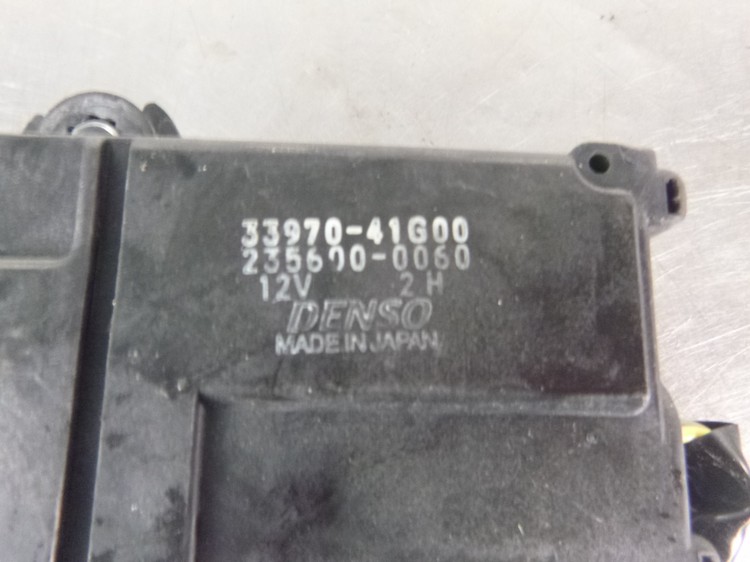 33970-41G00
235600-0060
12V 2H
DENSO
MADE IN JAPAN